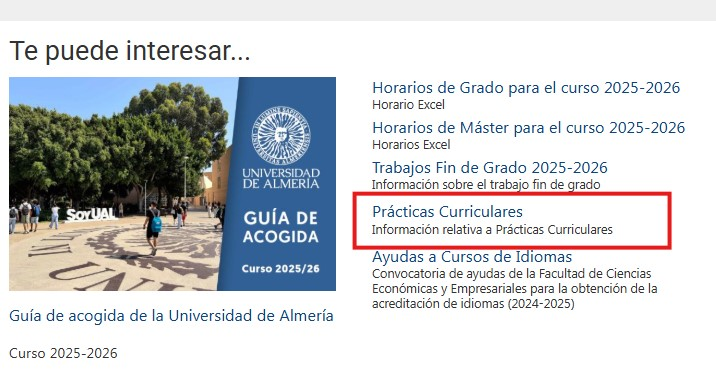 Te puede interesar...
SoyUAL
UNIVERSIDAD
DE ALMERÍA
GUÍA DE
ACOGIDA
Curso 2025/26
Guía de acogida de la Universidad de Almería
Curso 2025-2026
Horarios de Grado para el curso 2025-2026
Horario Excel
Horarios de Máster para el curso 2025-2026
Horarios Excel
Trabajos Fin de Grado 2025-2026
Información sobre el trabajo fin de grado
Prácticas Curriculares
Información relativa a Prácticas Curriculares
Ayudas a Cursos de Idiomas
Convocatoria de ayudas de la Facultad de Ciencias
Económicas y Empresariales para la obtención de la
acreditación de idiomas (2024-2025)